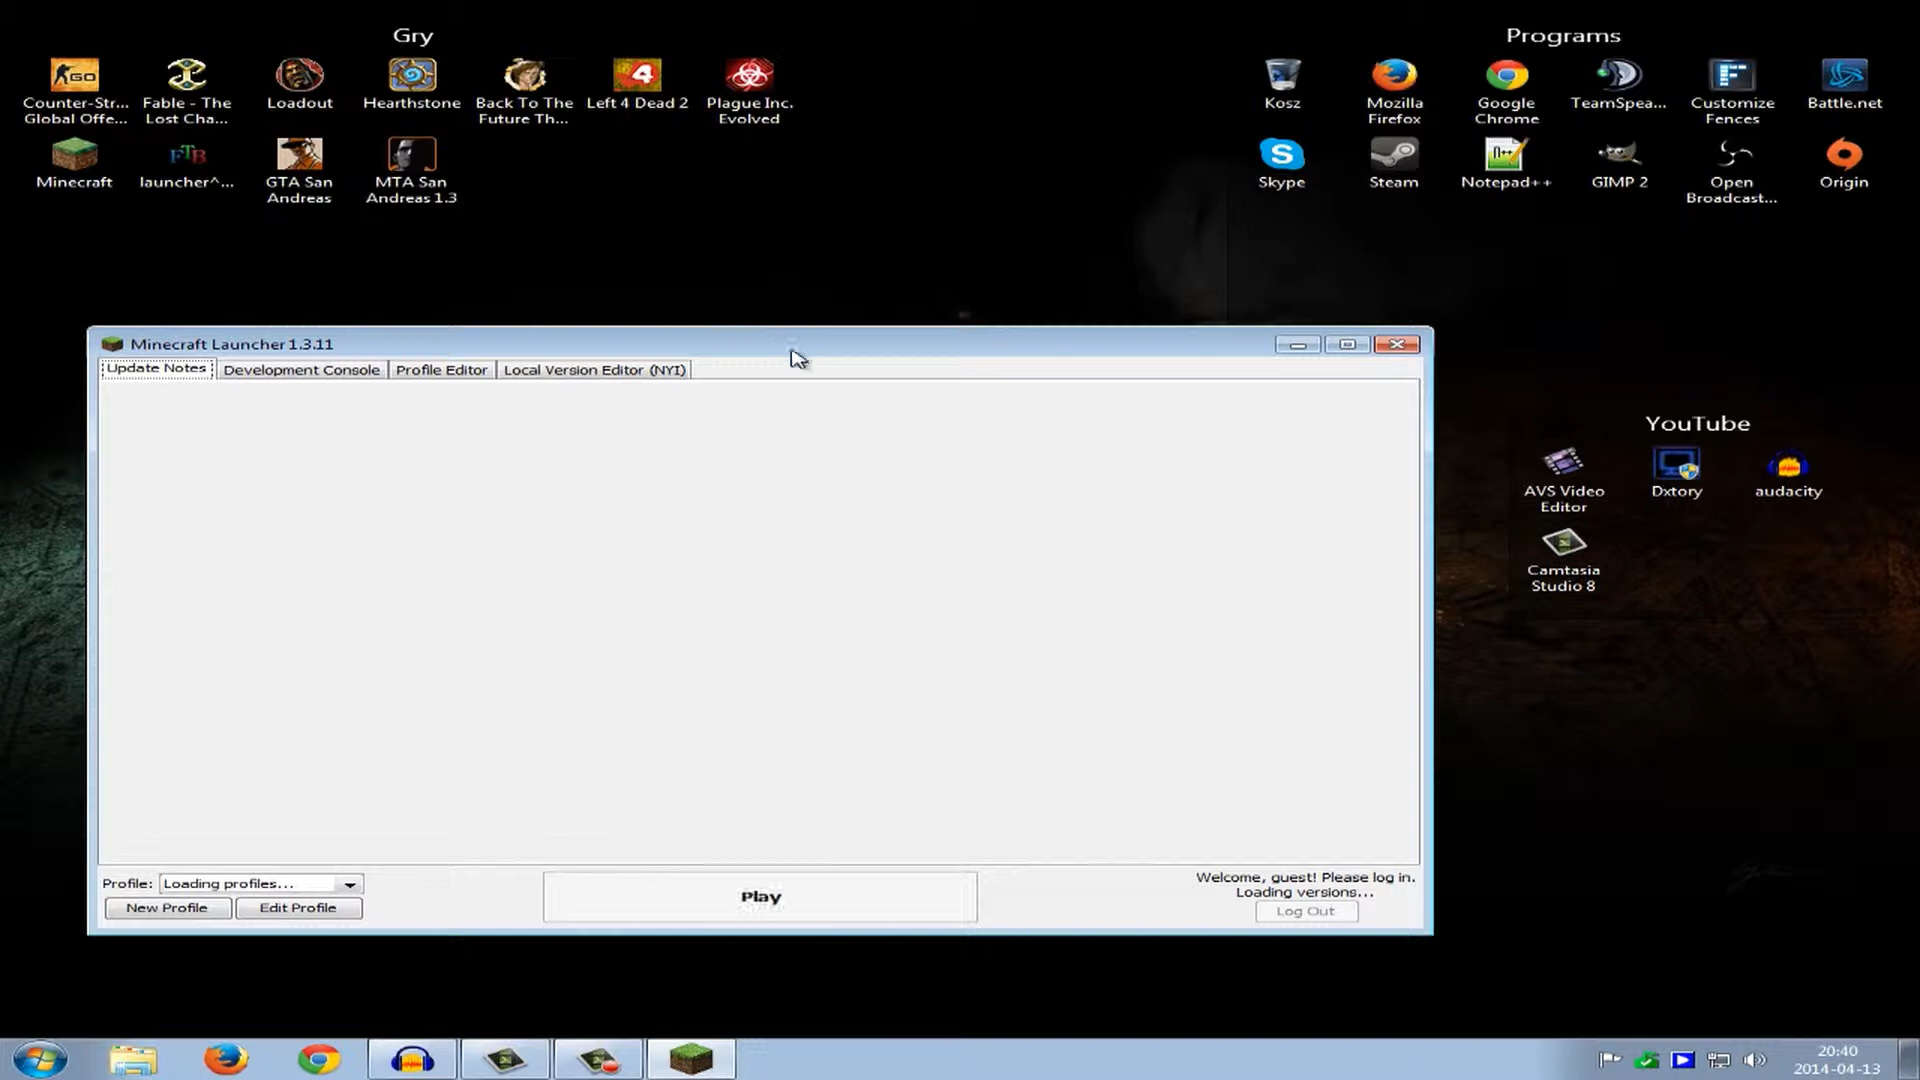 Gry
Programs
Counter-Str...
Global Offe...
Fable - The
Lost Cha...
Loadout
Hearthstone
Back To The
Future Th...
Left 4 Dead 2
Plague Inc.
Evolved
Kosz
Mozilla
Firefox
Google
Chrome
TeamSpea...
Customize
Fences
Battle.net
Minecraft
FTB
launcher^...
GTA San
Andreas
MTA San
Andreas 1.3
Skype
Steam
Notepad++
GIMP 2
Open
Broadcast...
Origin
Minecraft Launcher 1.3.11
Update Notes
Development Console
Profile Editor
Local Version Editor (NYI)
YouTube
AVS Video
Editor
Dxtory
audacity
Camtasia
Studio 8
Profile: Loading profiles...
New Profile
Edit Profile
Play
Welcome, guest! Please log in.
Loading versions...
Log Out
20:40
2014-04-13